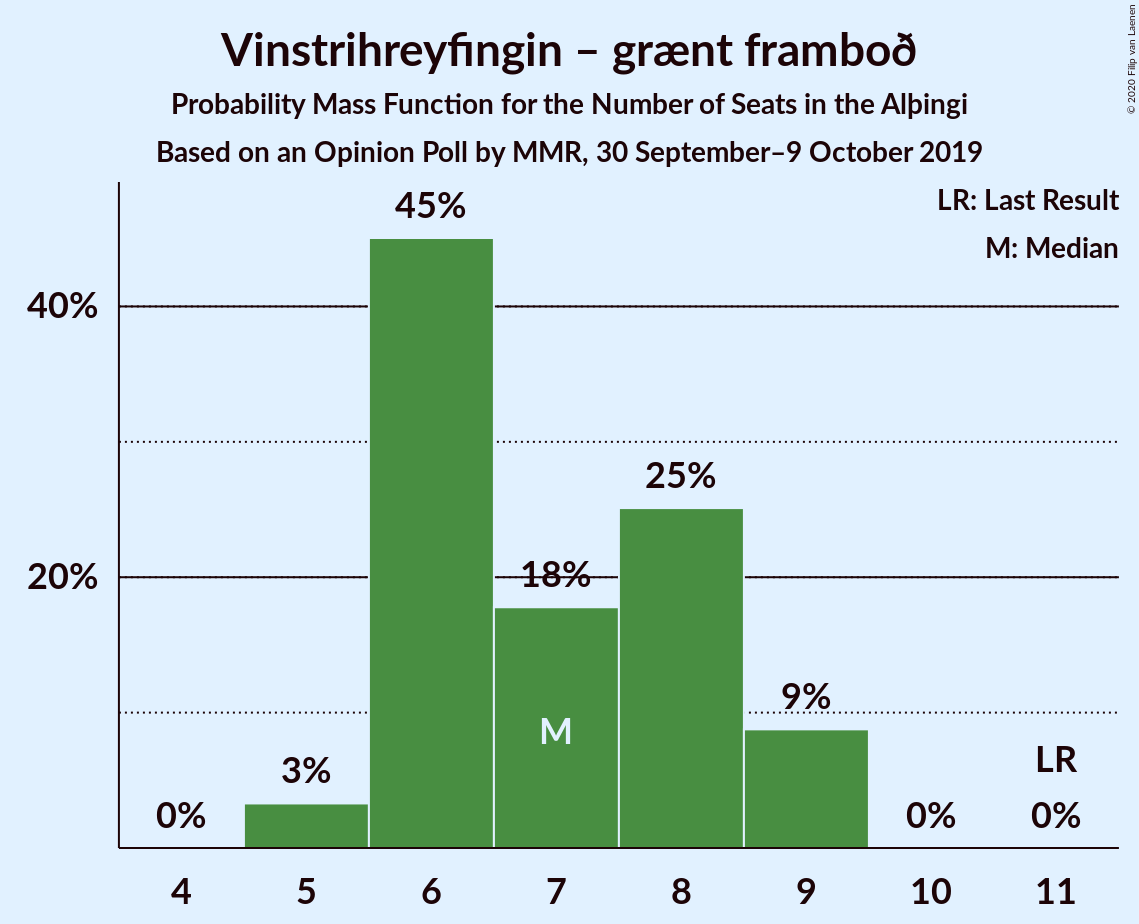 Vinstrihreyfingin – grænt framboð
Probability Mass Function for the Number of Seats in the Alþingi
Based on an Opinion Poll by MMR, 30 September–9 October 2019
© 2020 Filip van Laenen
LR: Last Result
M: Median
45%
40%
25%
20%
18%
9%
M
3%
LR
0%
0%
0%
4 5 6 7 8 9 10 11